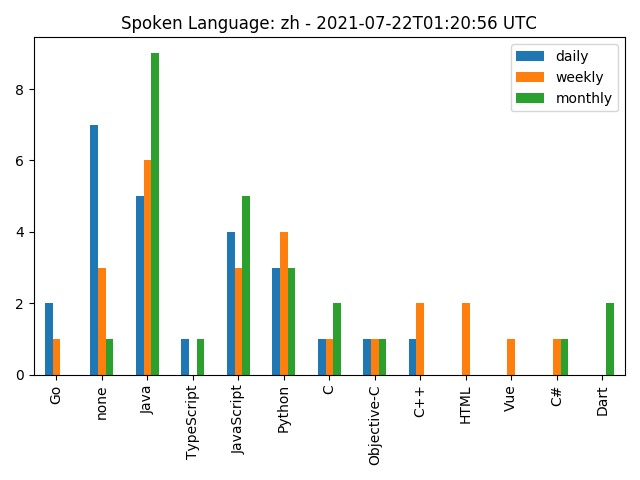 Spoken Language: zh - 2021-07-22T01:20:56 UTC
daily
weekly
monthly
8
6
4
2
0
Go
none
Java
TypeScript
JavaScript
Python
C
Objective-C
C++
HTML
Vue
C#
Dart